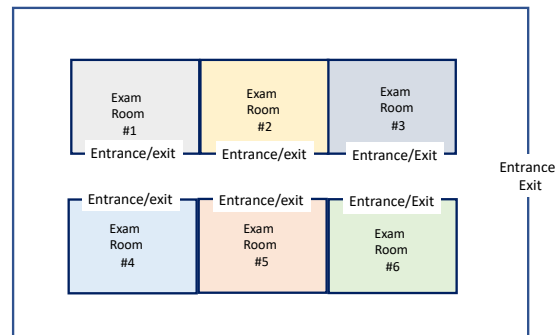 Exam
Room
#1
Exam
Room
#2
Exam
Room
#3
Entrance/exit
Entrance/exit
Entrance/Exit
Entrance
Exit
Entrance/exit
Entrance/exit
Entrance/Exit
Exam
Room
#4
Exam
Room
#5
Exam
Room
#6